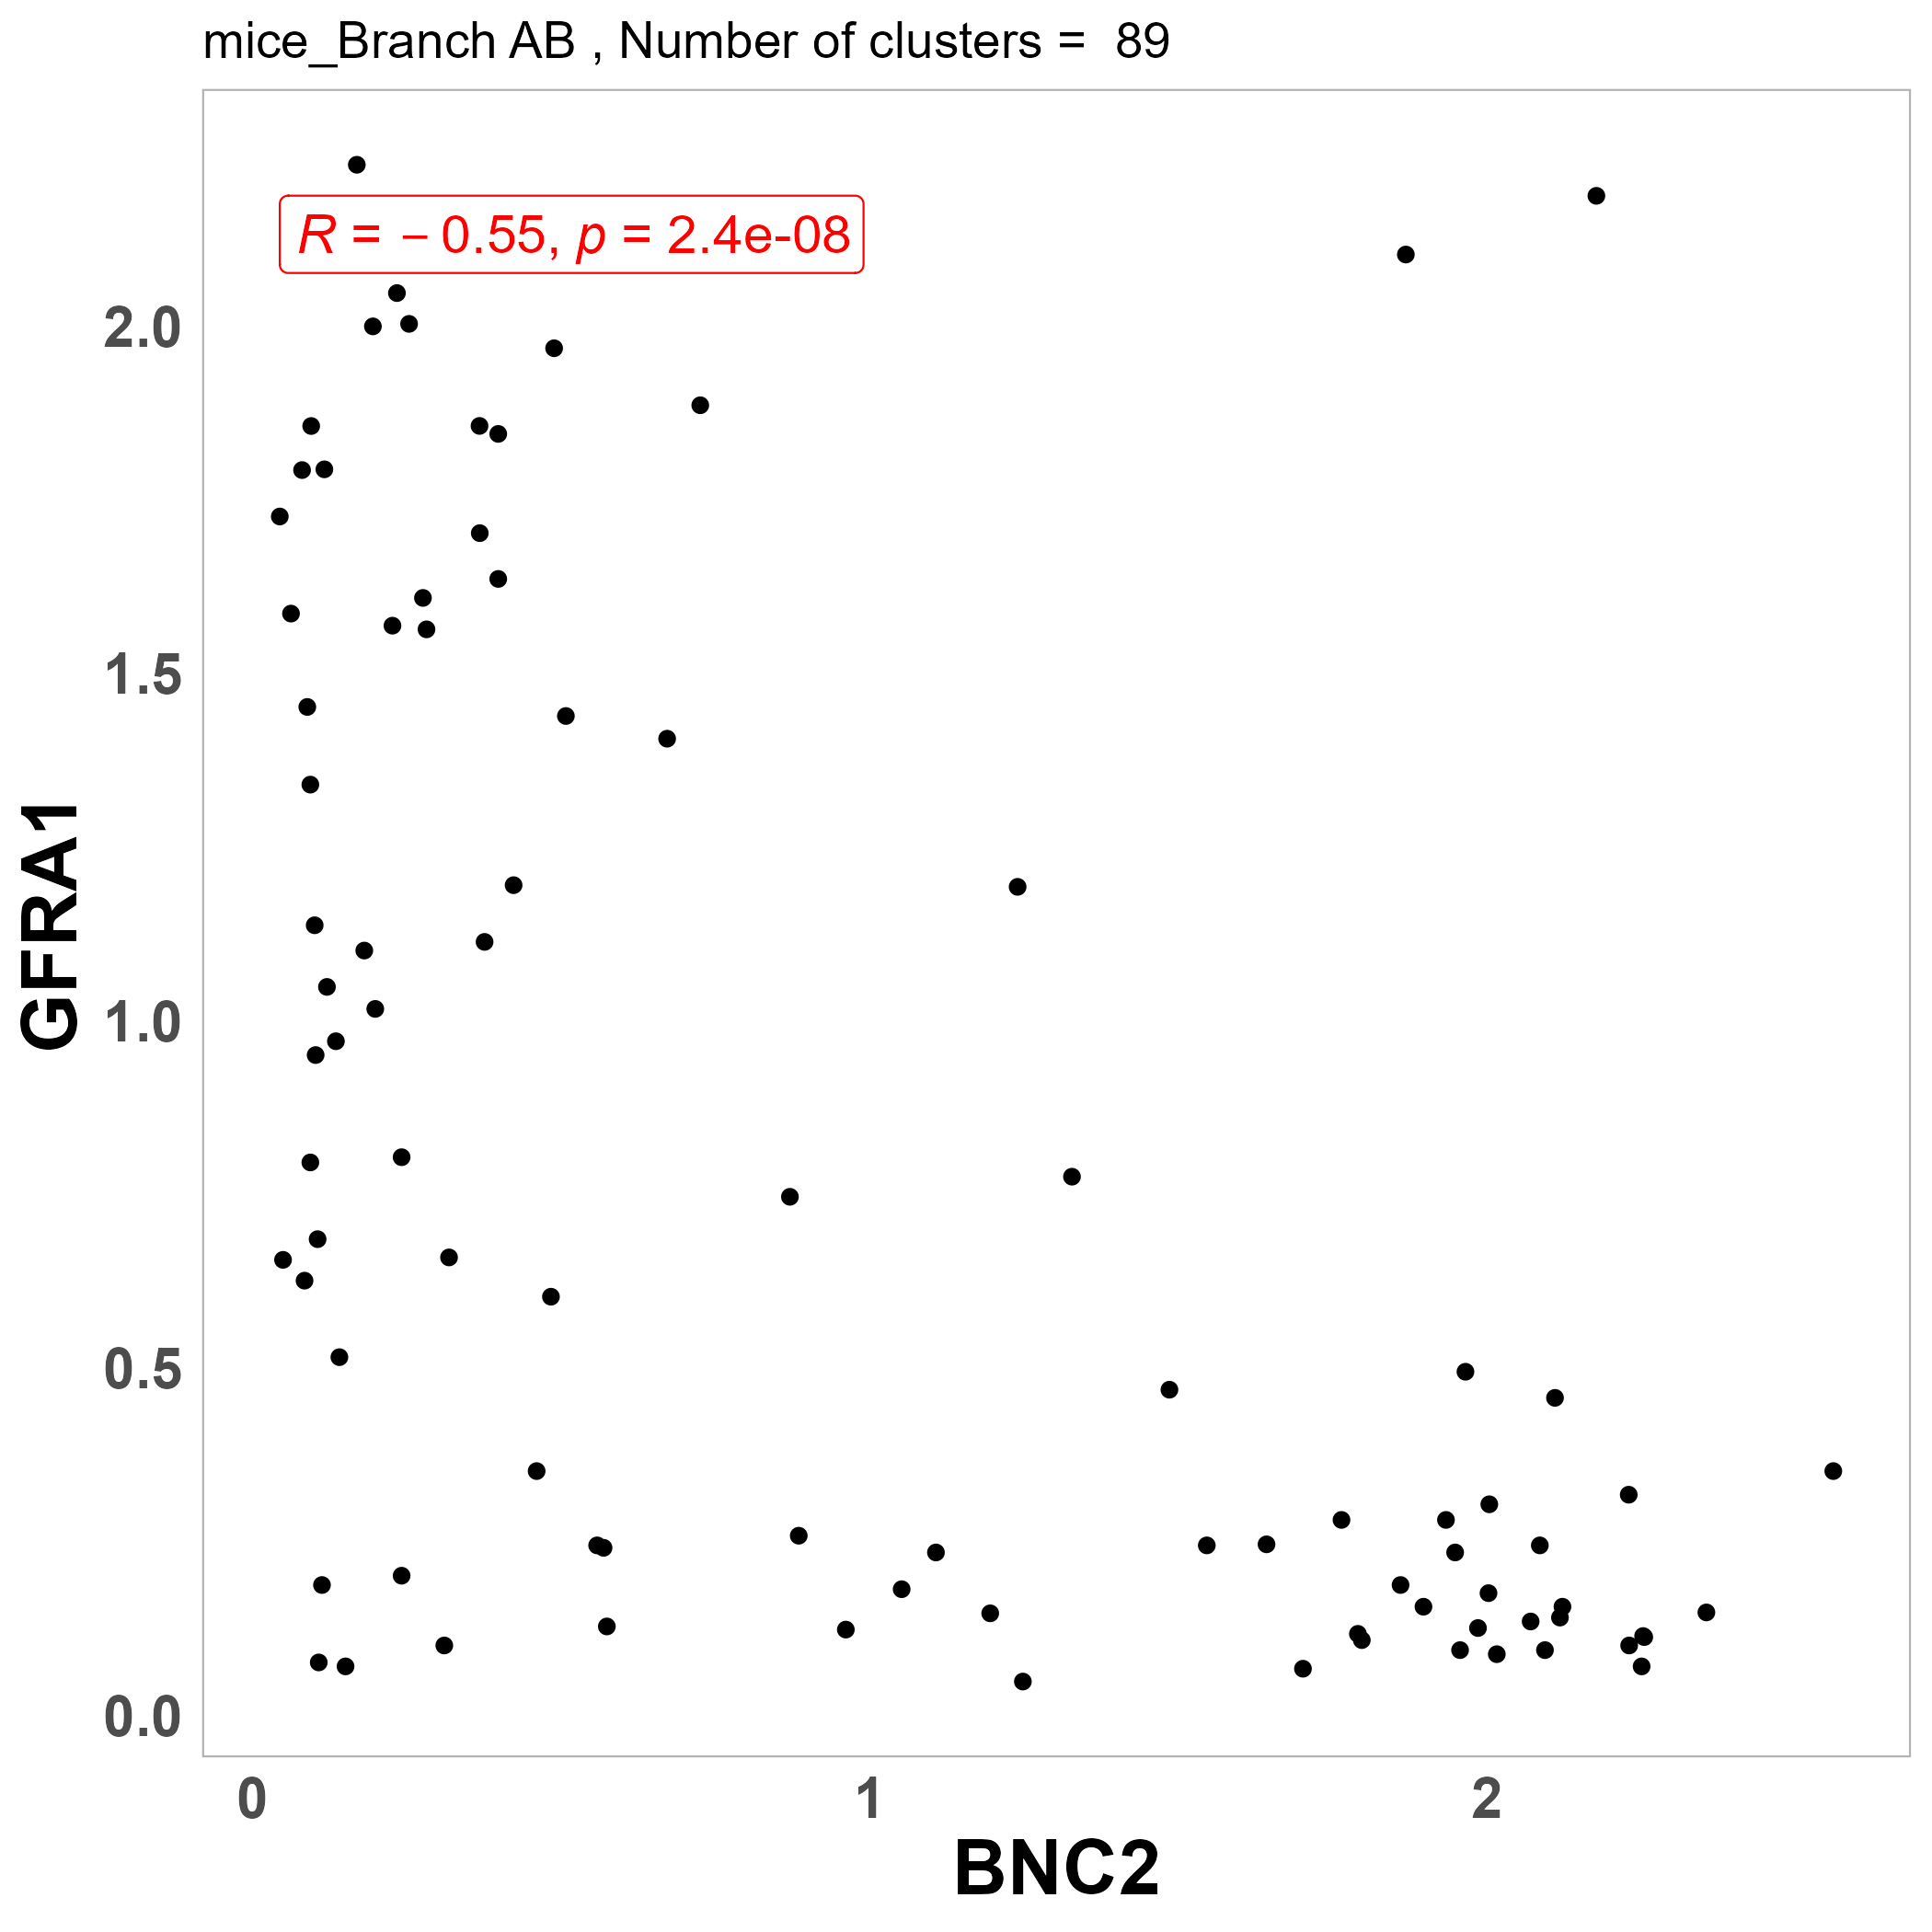 mice_Branch AB , Number of clusters =  89
R = − 0.55, p = 2.4e-08
2.0
1.5
1.0
0.5
0.0
GFRA1
0 1 2
BNC2